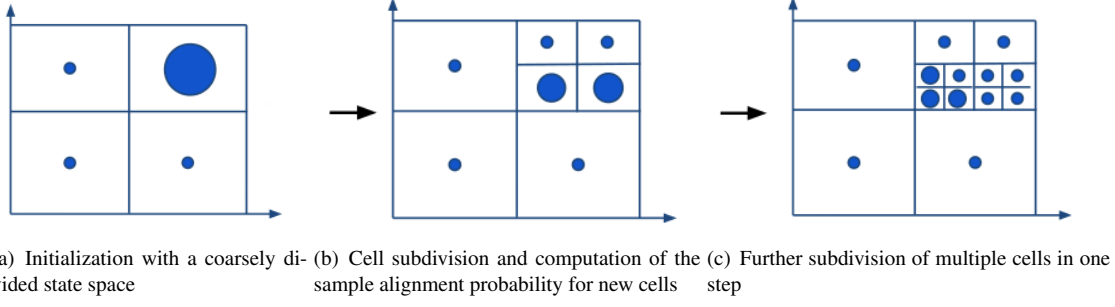 a) Initialization with a coarsely di-
vided state space
(b) Cell subdivision and computation of the
sample alignment probability for new cells
(c) Further subdivision of multiple cells in one
step